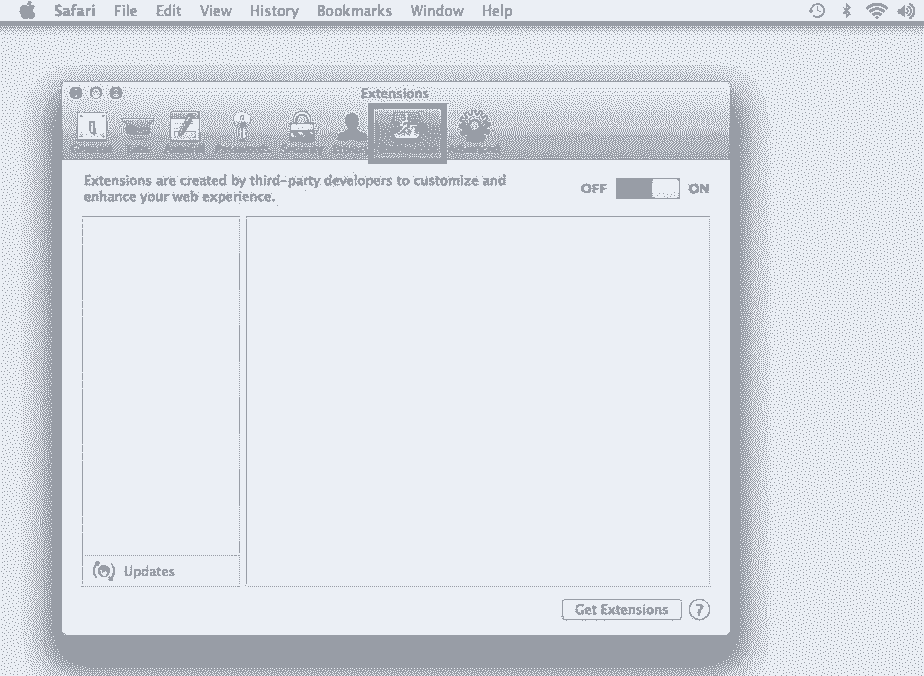 Safari File Edit View History Bookmarks Window Help
Extensions
Extensions are created by third-party developers to customize and
enhance your web experience.
OFF ON
Updates
Get Extensions ?